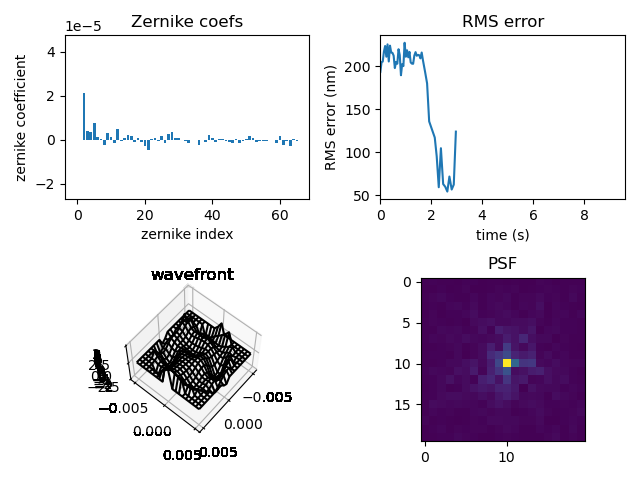 Zernike coefs
1e−5
4
2
0
−2
zernike coefficient
0 20 40 60
zernike index
RMS error
200
150
100
50
RMS error (nm)
0 2 4 6 8
time (s)
wavefront
−0.005
0.000
0.005
−0.005
0.000
0.005
PSF
0
5
10
15
0 10